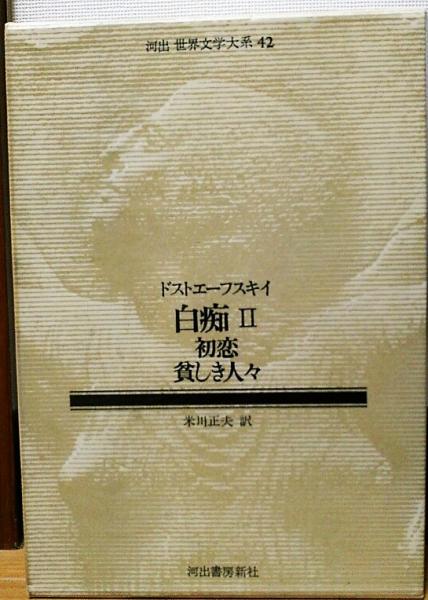 河出 世界文学大系 42
ドストエーフスキイ
白痴 II
初恋
貧しき人々
米川正夫 訳
河出書房新社